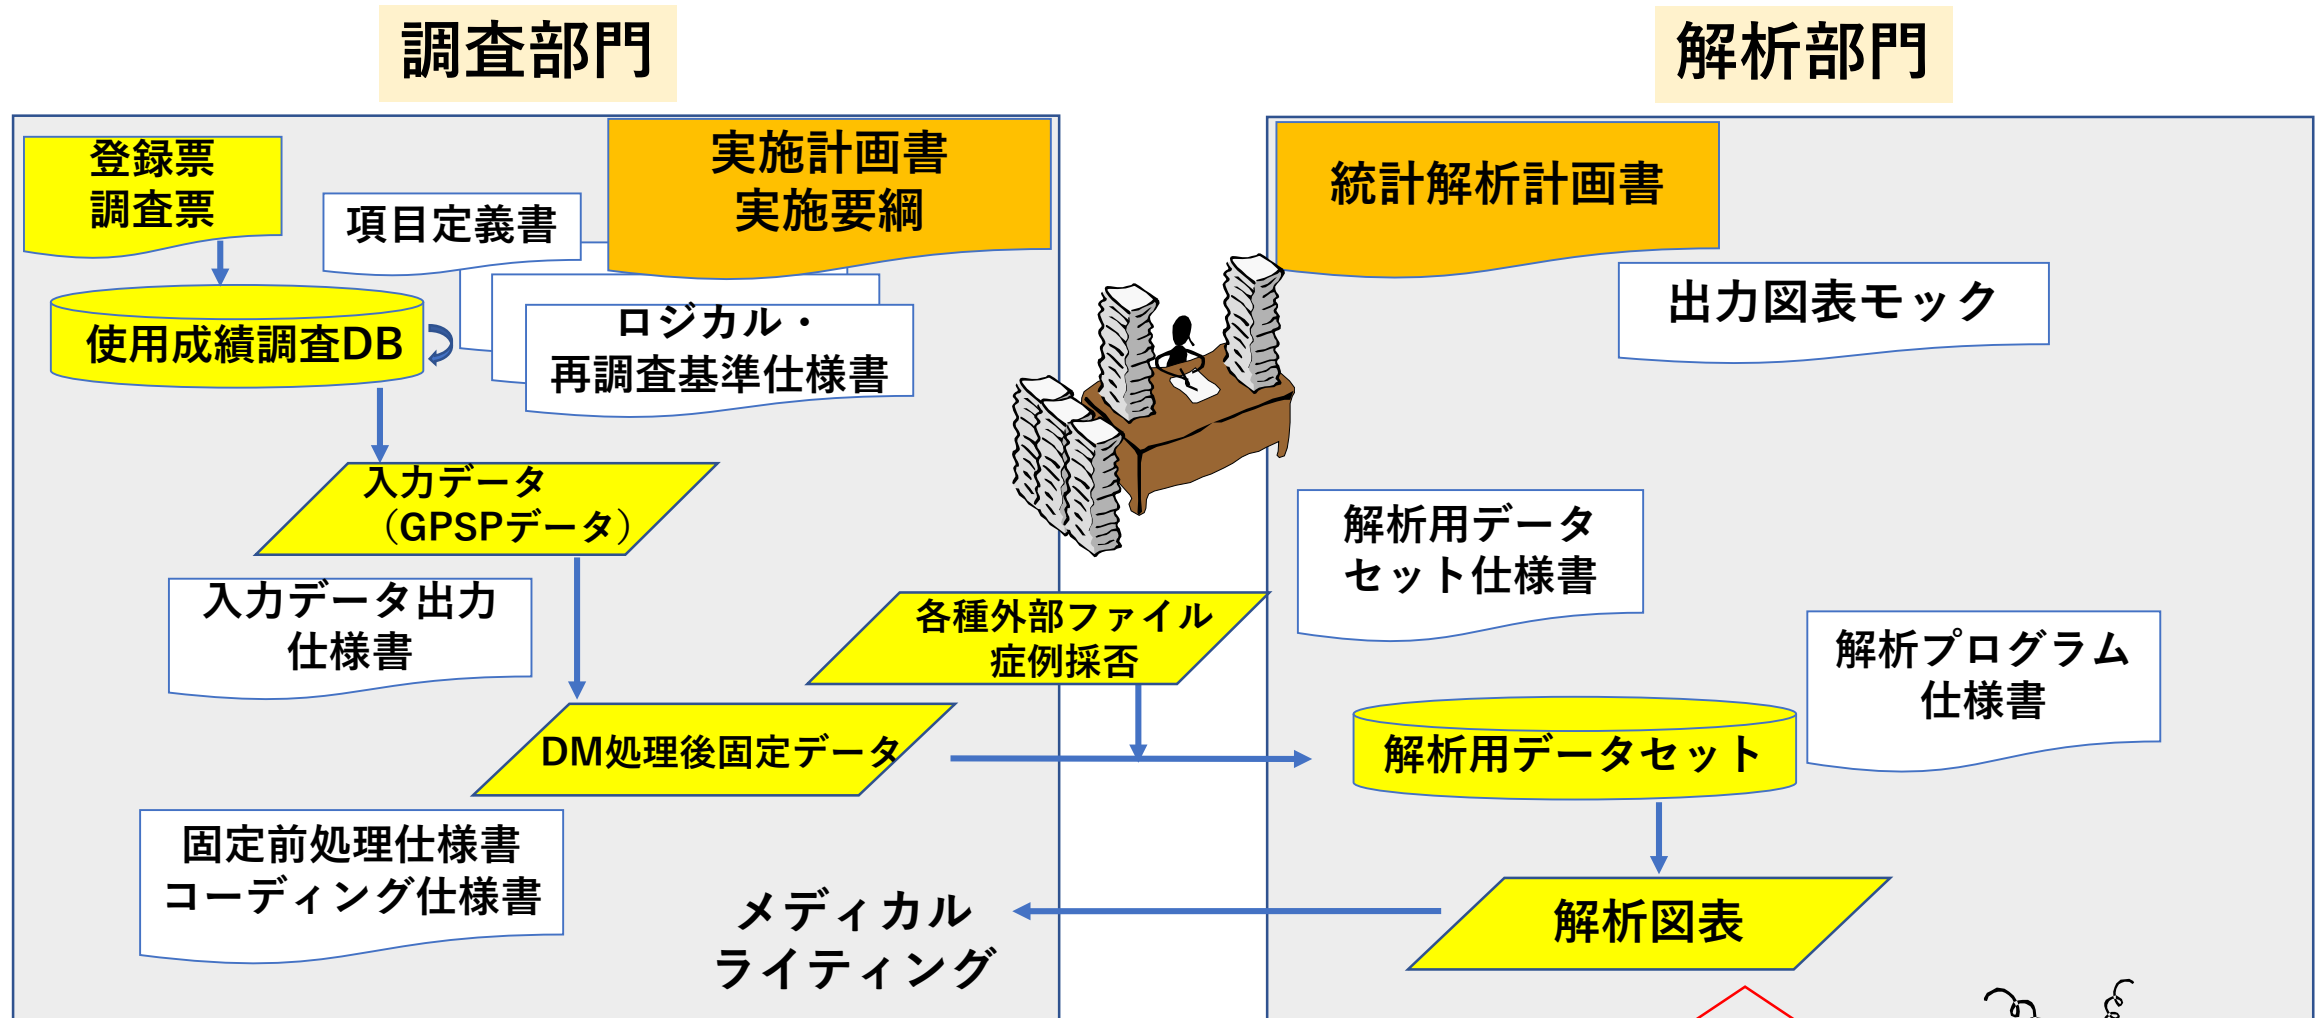 調査部門
解析部門
登録票
調査票
項目定義書
実施計画書
実施要綱
使用成績調査DB
ロジカル・
再調査基準仕様書
入力データ
（GPSPデータ）
入力データ出力
仕様書
各種外部ファイル
症例採否
DM処理後固定データ
固定前処理仕様書
コーディング仕様書
メディカル
ライティング
統計解析計画書
出力図表モック
解析用データ
セット仕様書
解析プログラム
仕様書
解析用データセット
解析図表